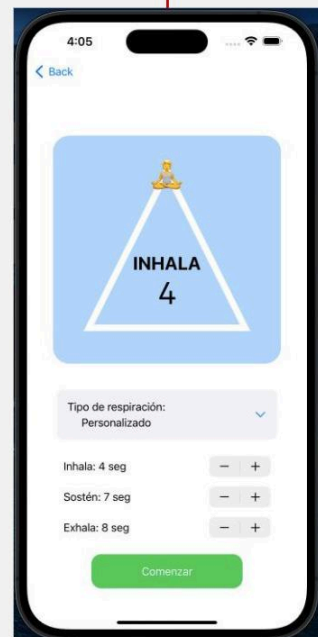 4:05
Back
INHALA
4
Tipo de respiración:
Personalizado
Inhala: 4 seg
− +
Sostén: 7 seg
− +
Exhala: 8 seg
− +
Comenzar